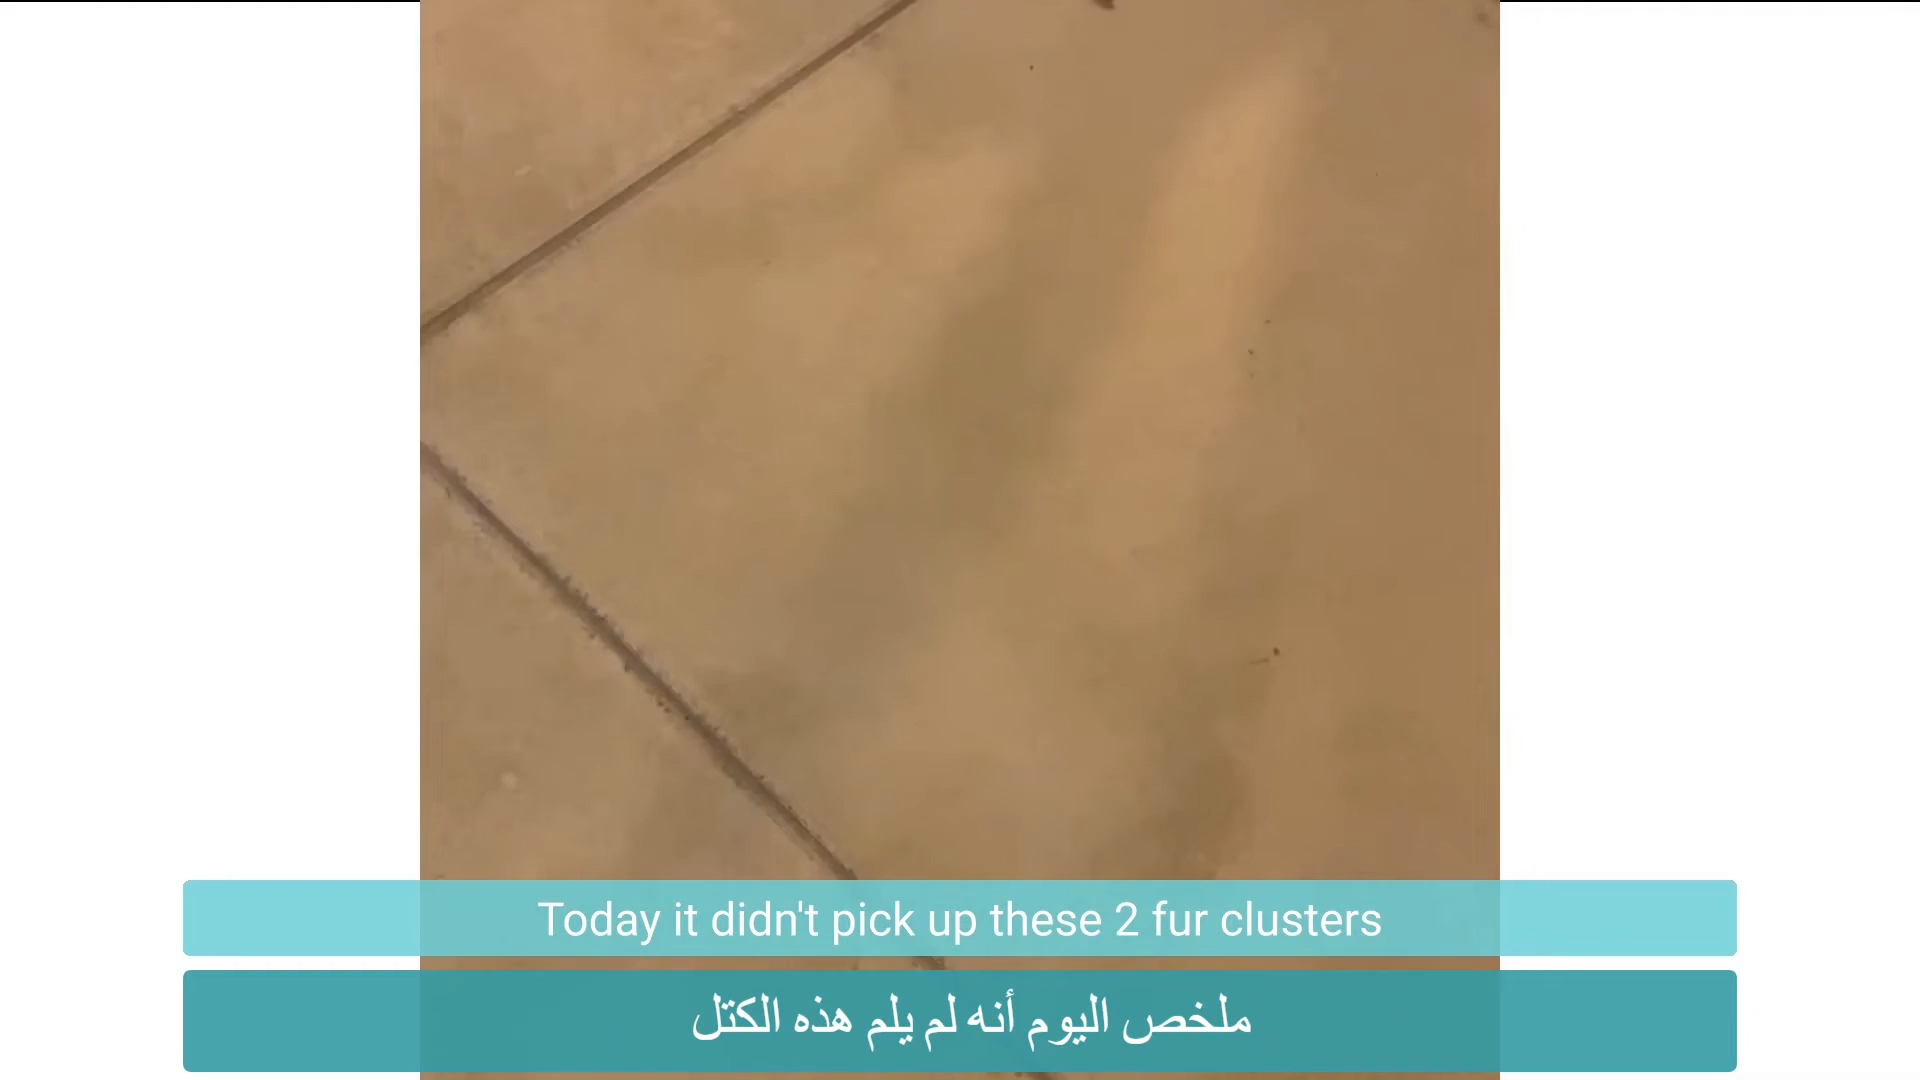 Today it didn't pick up these 2 fur clusters
ملخص اليوم أنه لم يلم هذه الكتل